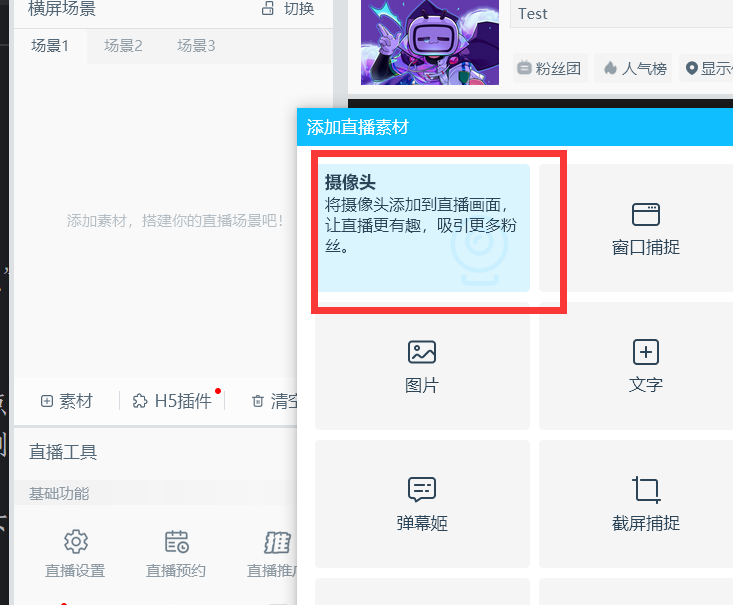 横屏场景
切换
Test
场景1
场景2
场景3
粉丝团
人气榜
显示
添加直播素材
摄像头
将摄像头添加到直播画面，
让直播更有趣，吸引更多粉
丝。
窗口捕捉
添加素材，搭建你的直播场景吧！
图片
文字
素材
H5插件
清空
直播工具
基础功能
弹幕姬
截屏捕捉
直播设置
直播预约
直播推广